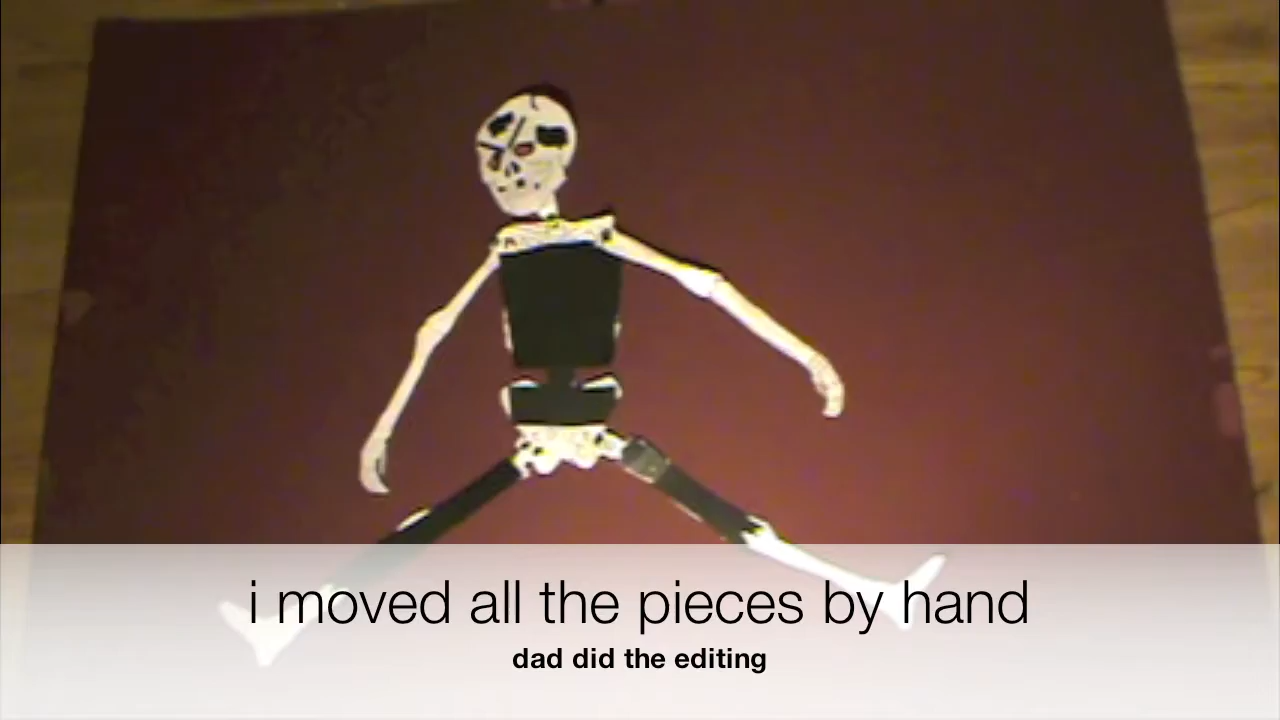 i moved all the pieces by hand
dad did the editing